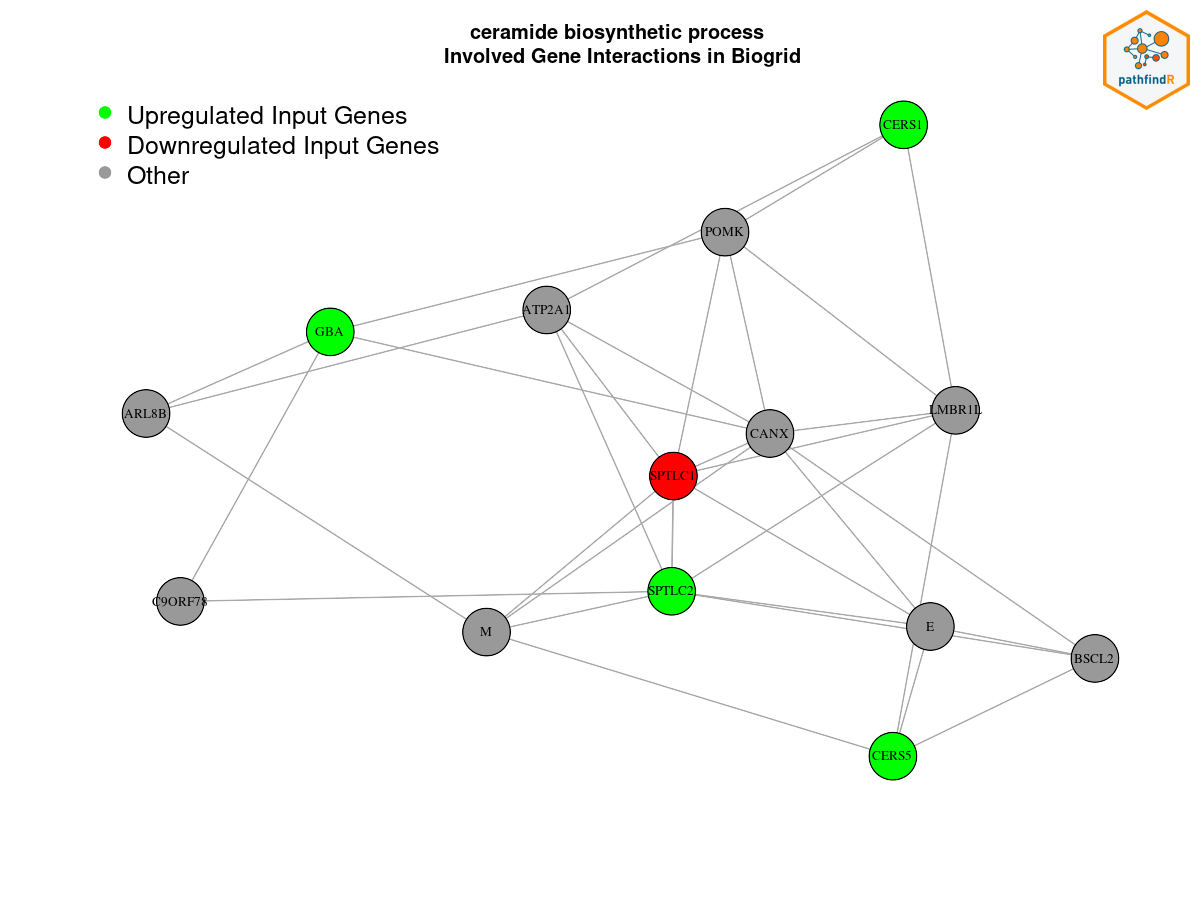 ceramide biosynthetic process
Involved Gene Interactions in Biogrid
pathfindR
Upregulated Input Genes
Downregulated Input Genes
Other
CERS1
POMK
ATP2A1
GBA
ARL8B
LMBR1L
CANX
SPTLC1
SPTLC2
C9ORF78
M
E
BSCL2
CERS5